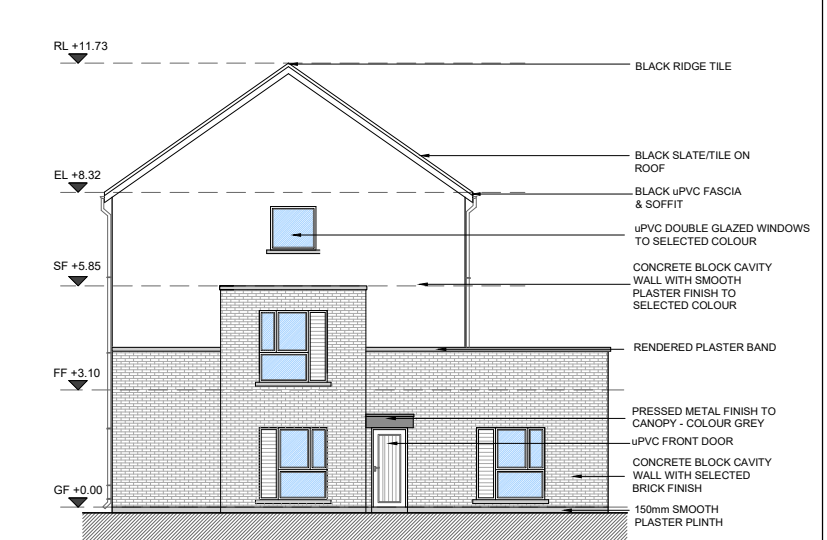 RL +11.73
BLACK RIDGE TILE
BLACK SLATE/TILE ON
ROOF
EL +8.32
BLACK uPVC FASCIA
& SOFFIT
uPVC DOUBLE GLAZED WINDOWS
TO SELECTED COLOUR
SF +5.85
CONCRETE BLOCK CAVITY
WALL WITH SMOOTH
PLASTER FINISH TO
SELECTED COLOUR
RENDERED PLASTER BAND
FF +3.10
PRESSED METAL FINISH TO
CANOPY - COLOUR GREY
uPVC FRONT DOOR
CONCRETE BLOCK CAVITY
WALL WITH SELECTED
BRICK FINISH
GF +0.00
150mm SMOOTH
PLASTER PLINTH